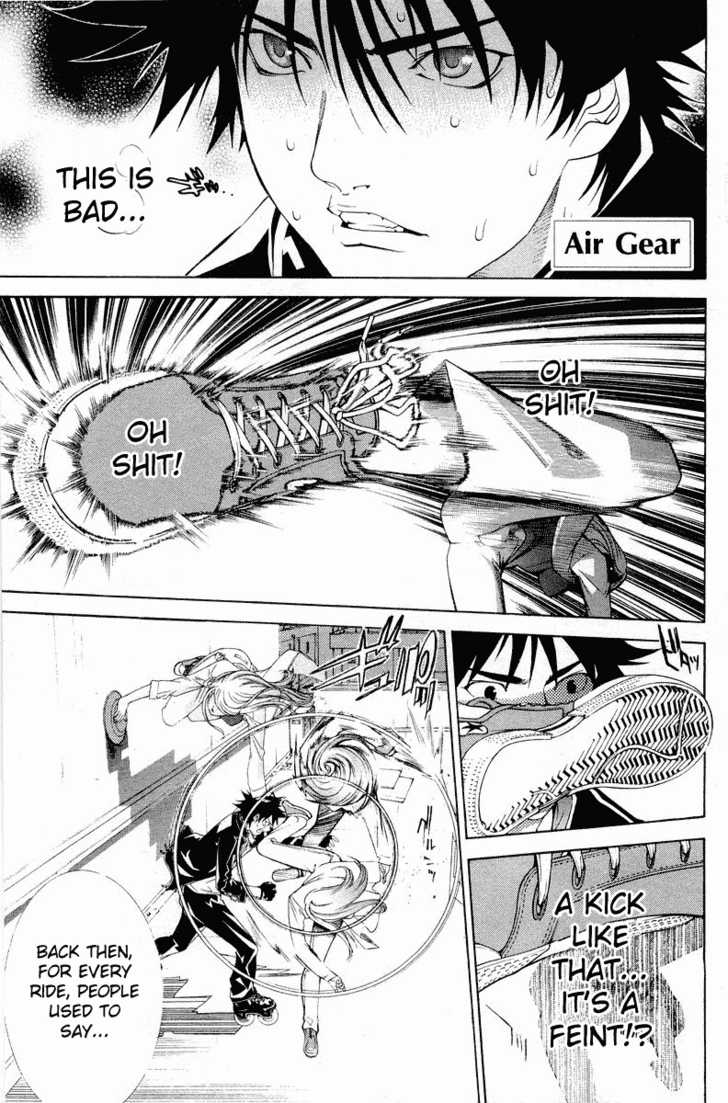 THIS IS
BAD...
Air Gear
OH
SHIT!
OH
SHIT!
A KICK
LIKE
THAT...
IT'S A
FEINT!?
BACK THEN,
FOR EVERY
RIDE, PEOPLE
USED TO
SAY...